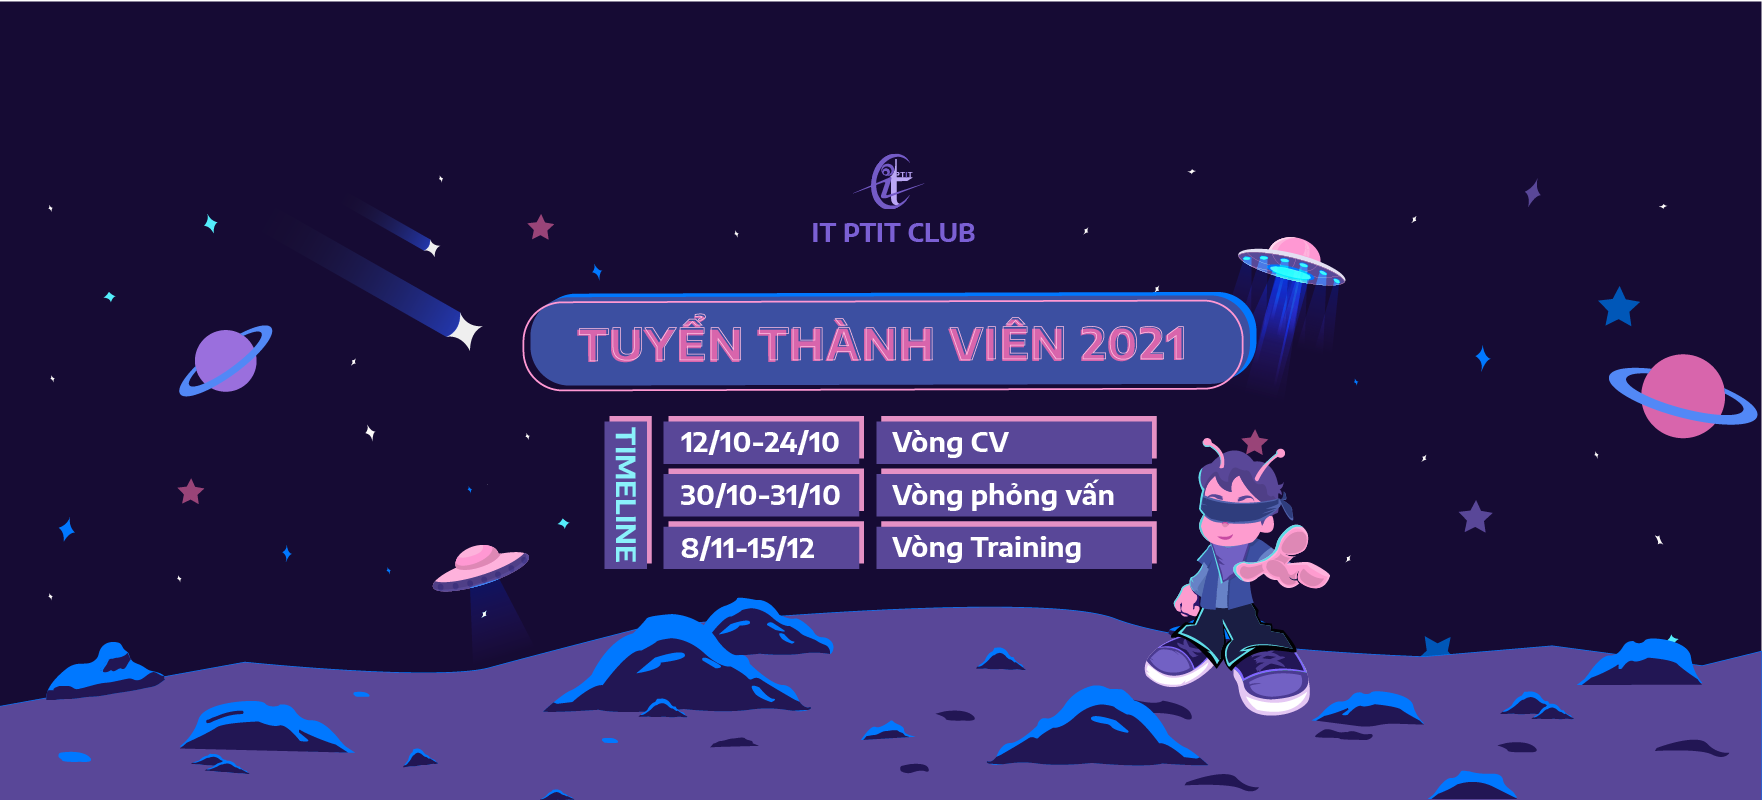 PTIT
IT PTIT CLUB
TUYỂN THÀNH VIÊN 2021
TIMELINE
12/10-24/10 Vòng CV
30/10-31/10 Vòng phỏng vấn
8/11-15/12 Vòng Training